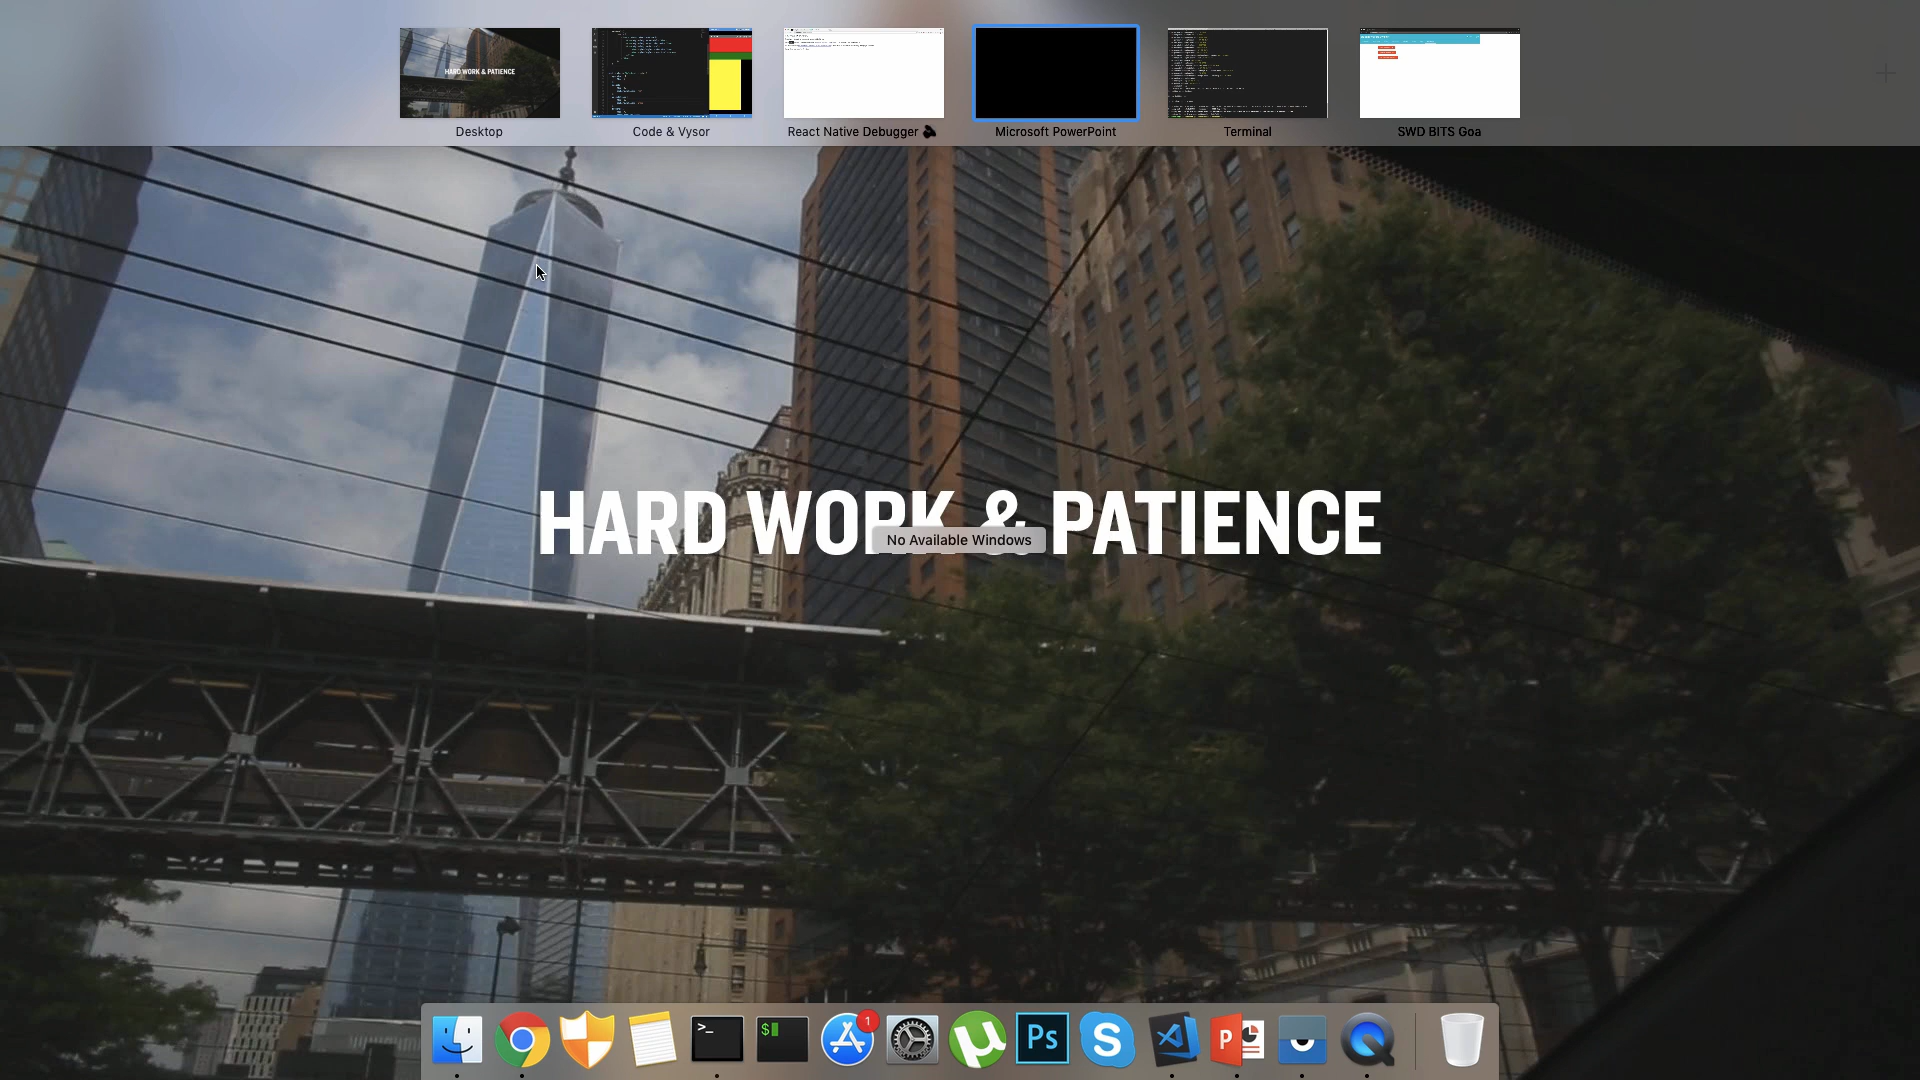 HARD WORK & PATIENCE
Desktop
Code & Vysor
React Native Debugger
Microsoft PowerPoint
Terminal
SWD BITS Goa
HARD WORK & PATIENCE
No Available Windows
>_
$
1
Ps
S
P